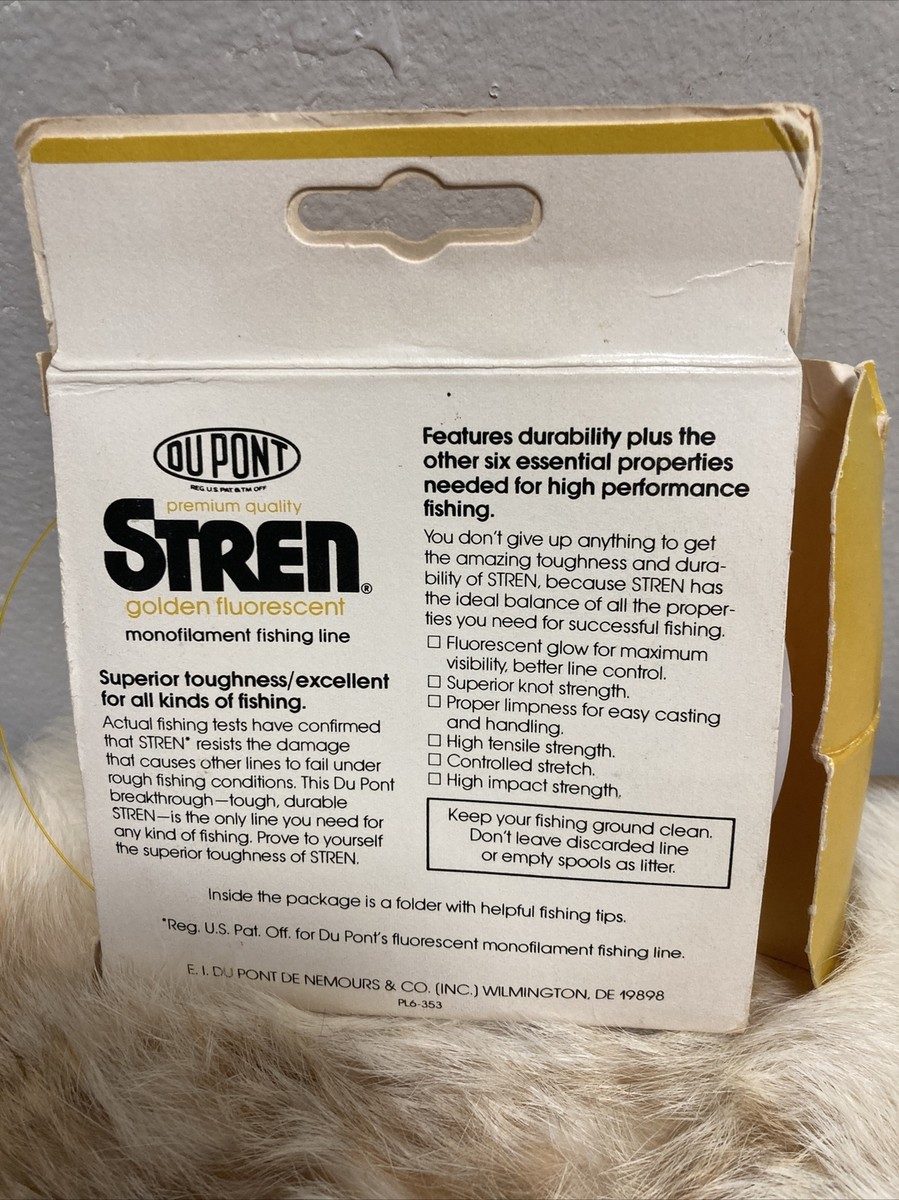 DU PONT
REG. U.S. PAT. & TM. OFF.
premium quality
STREN®
golden fluorescent
monofilament fishing line
Superior toughness/excellent
for all kinds of fishing.
Actual fishing tests have confirmed
that STREN* resists the damage
that causes other lines to fail under
rough fishing conditions. This Du Pont
breakthrough—tough, durable
STREN—is the only line you need for
any kind of fishing. Prove to yourself
the superior toughness of STREN.
Features durability plus the
other six essential properties
needed for high performance
fishing.
You don't give up anything to get
the amazing toughness and dura-
bility of STREN, because STREN has
the ideal balance of all the proper-
ties you need for successful fishing.
☐ Fluorescent glow for maximum
visibility, better line control.
☐ Superior knot strength.
☐ Proper limpness for easy casting
and handling.
☐ High tensile strength.
☐ Controlled stretch.
☐ High impact strength,
Keep your fishing ground clean.
Don't leave discarded line
or empty spools as litter.
Inside the package is a folder with helpful fishing tips.
*Reg. U.S. Pat. Off. for Du Pont's fluorescent monofilament fishing line.
E. I. DU PONT DE NEMOURS & CO. (INC.) WILMINGTON, DE 19898
PL6-353